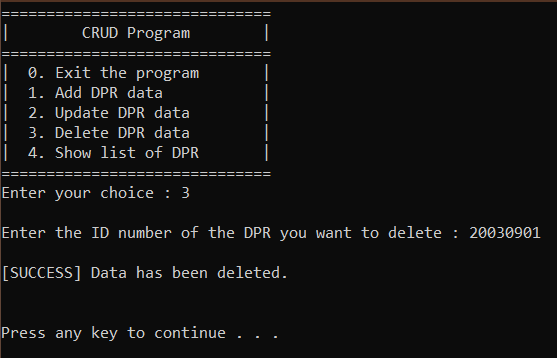 ==============================
|        CRUD Program        |
==============================
|  0. Exit the program       |
|  1. Add DPR data           |
|  2. Update DPR data        |
|  3. Delete DPR data        |
|  4. Show list of DPR       |
==============================
Enter your choice : 3
Enter the ID number of the DPR you want to delete : 20030901
[SUCCESS] Data has been deleted.
Press any key to continue . . .